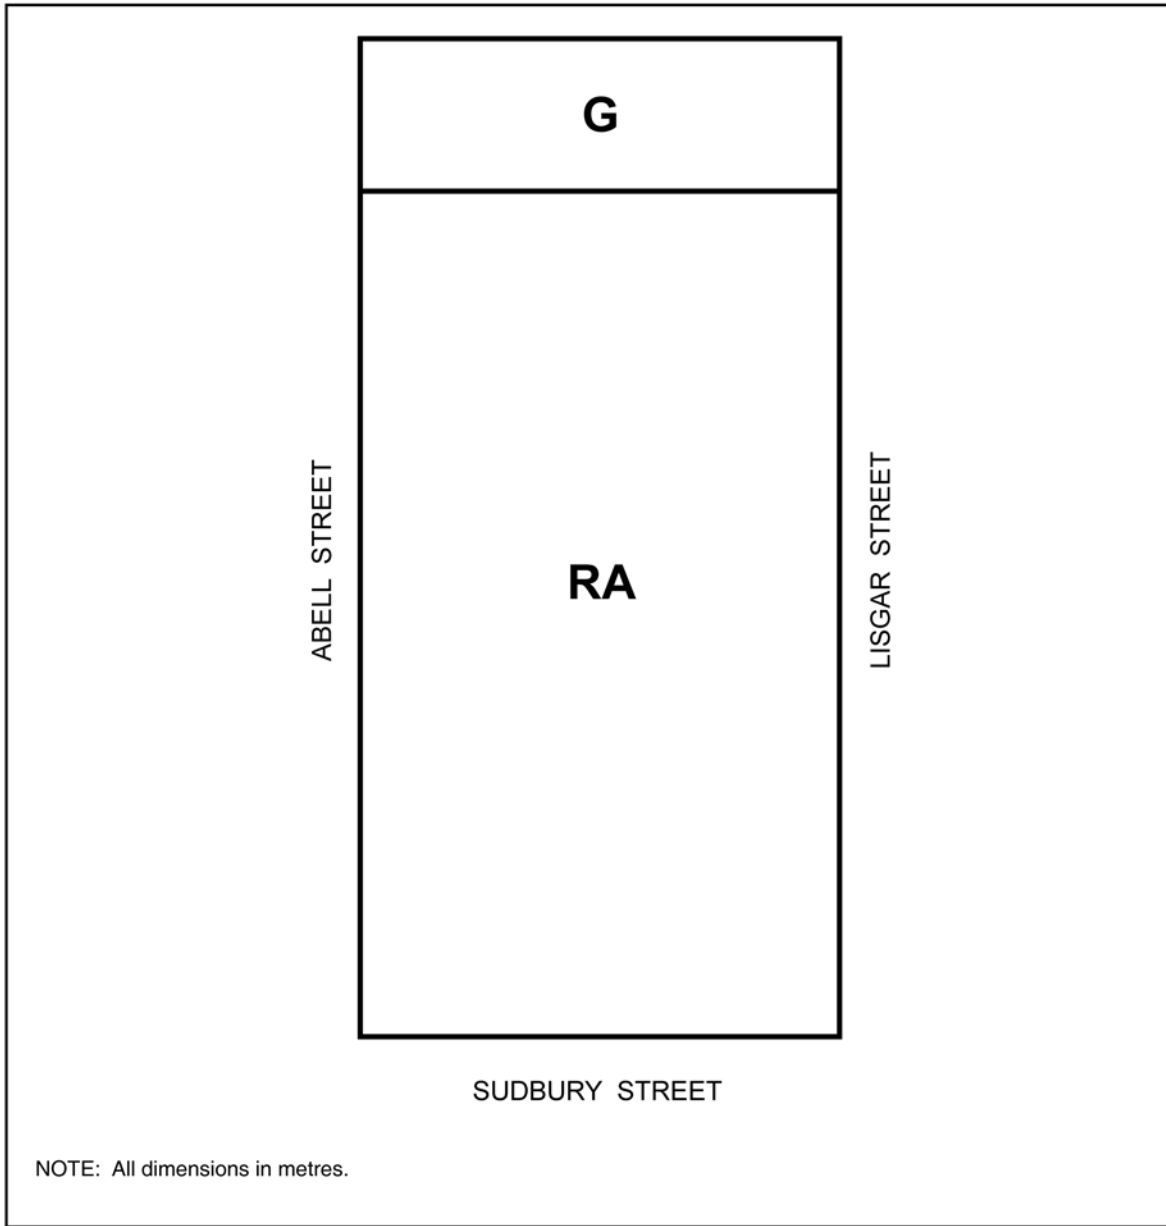 G
ABELL STREET
RA
LISGAR STREET
SUDBURY STREET
NOTE: All dimensions in metres.